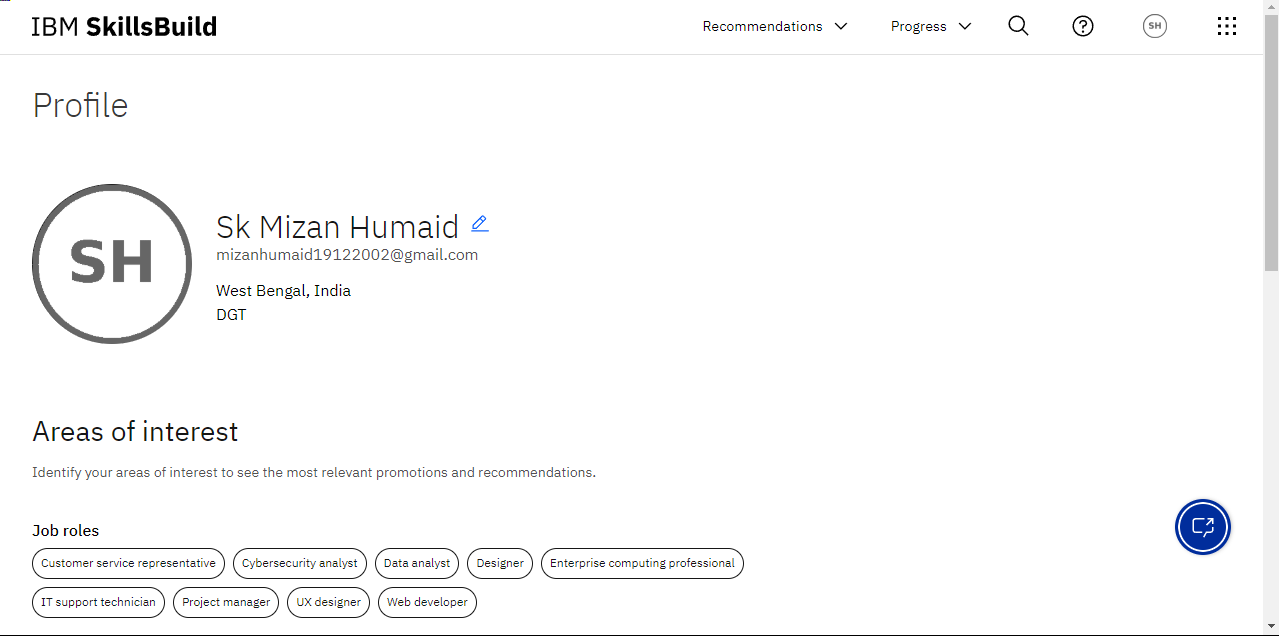 IBM SkillsBuild
Recommendations Progress SH
Profile
SH
Sk Mizan Humaid
mizanhumaid19122002@gmail.com
West Bengal, India
DGT
Areas of interest
Identify your areas of interest to see the most relevant promotions and recommendations.
Job roles
Customer service representative Cybersecurity analyst Data analyst Designer Enterprise computing professional
IT support technician Project manager UX designer Web developer